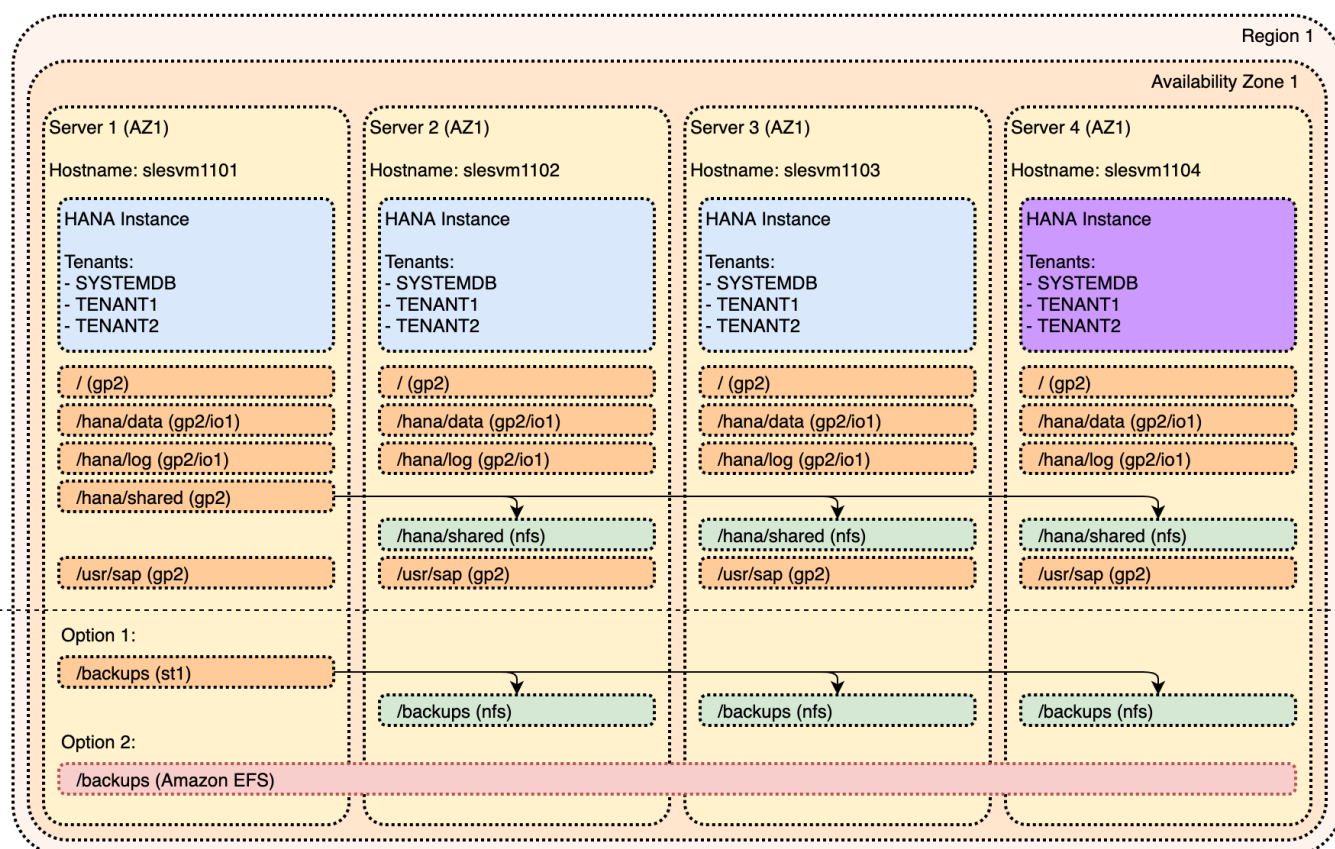 Region 1
Availability Zone 1
Server 1 (AZ1)
Hostname: slesvm1101
HANA Instance
Tenants:
- SYSTEMDB
- TENANT1
- TENANT2
/ (gp2)
/hana/data (gp2/io1)
/hana/log (gp2/io1)
/hana/shared (gp2)
/usr/sap (gp2)
Server 2 (AZ1)
Hostname: slesvm1102
HANA Instance
Tenants:
- SYSTEMDB
- TENANT1
- TENANT2
/ (gp2)
/hana/data (gp2/io1)
/hana/log (gp2/io1)
/hana/shared (nfs)
/usr/sap (gp2)
Server 3 (AZ1)
Hostname: slesvm1103
HANA Instance
Tenants:
- SYSTEMDB
- TENANT1
- TENANT2
/ (gp2)
/hana/data (gp2/io1)
/hana/log (gp2/io1)
/hana/shared (nfs)
/usr/sap (gp2)
Server 4 (AZ1)
Hostname: slesvm1104
HANA Instance
Tenants:
- SYSTEMDB
- TENANT1
- TENANT2
/ (gp2)
/hana/data (gp2/io1)
/hana/log (gp2/io1)
/hana/shared (nfs)
/usr/sap (gp2)
Option 1:
/backups (st1)
/backups (nfs)
/backups (nfs)
/backups (nfs)
Option 2:
/backups (Amazon EFS)